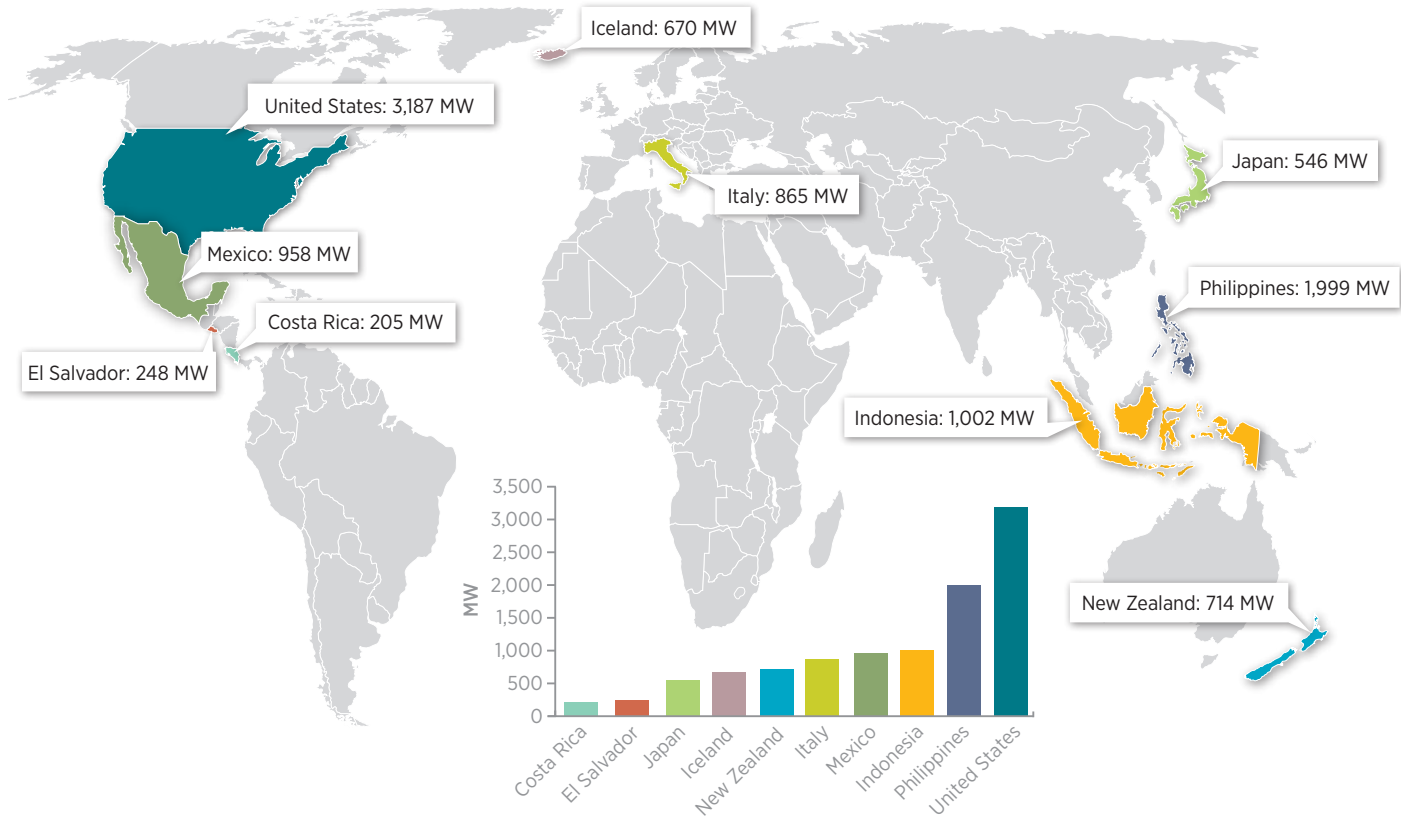 Iceland: 670 MW
United States: 3,187 MW
Japan: 546 MW
Italy: 865 MW
Mexico: 958 MW
Philippines: 1,999 MW
Costa Rica: 205 MW
El Salvador: 248 MW
Indonesia: 1,002 MW
New Zealand: 714 MW
3,500
3,000
2,500
2,000
1,500
1,000
500
0
MW
Costa Rica
El Salvador
Japan
Iceland
New Zealand
Italy
Mexico
Indonesia
Philippines
United States